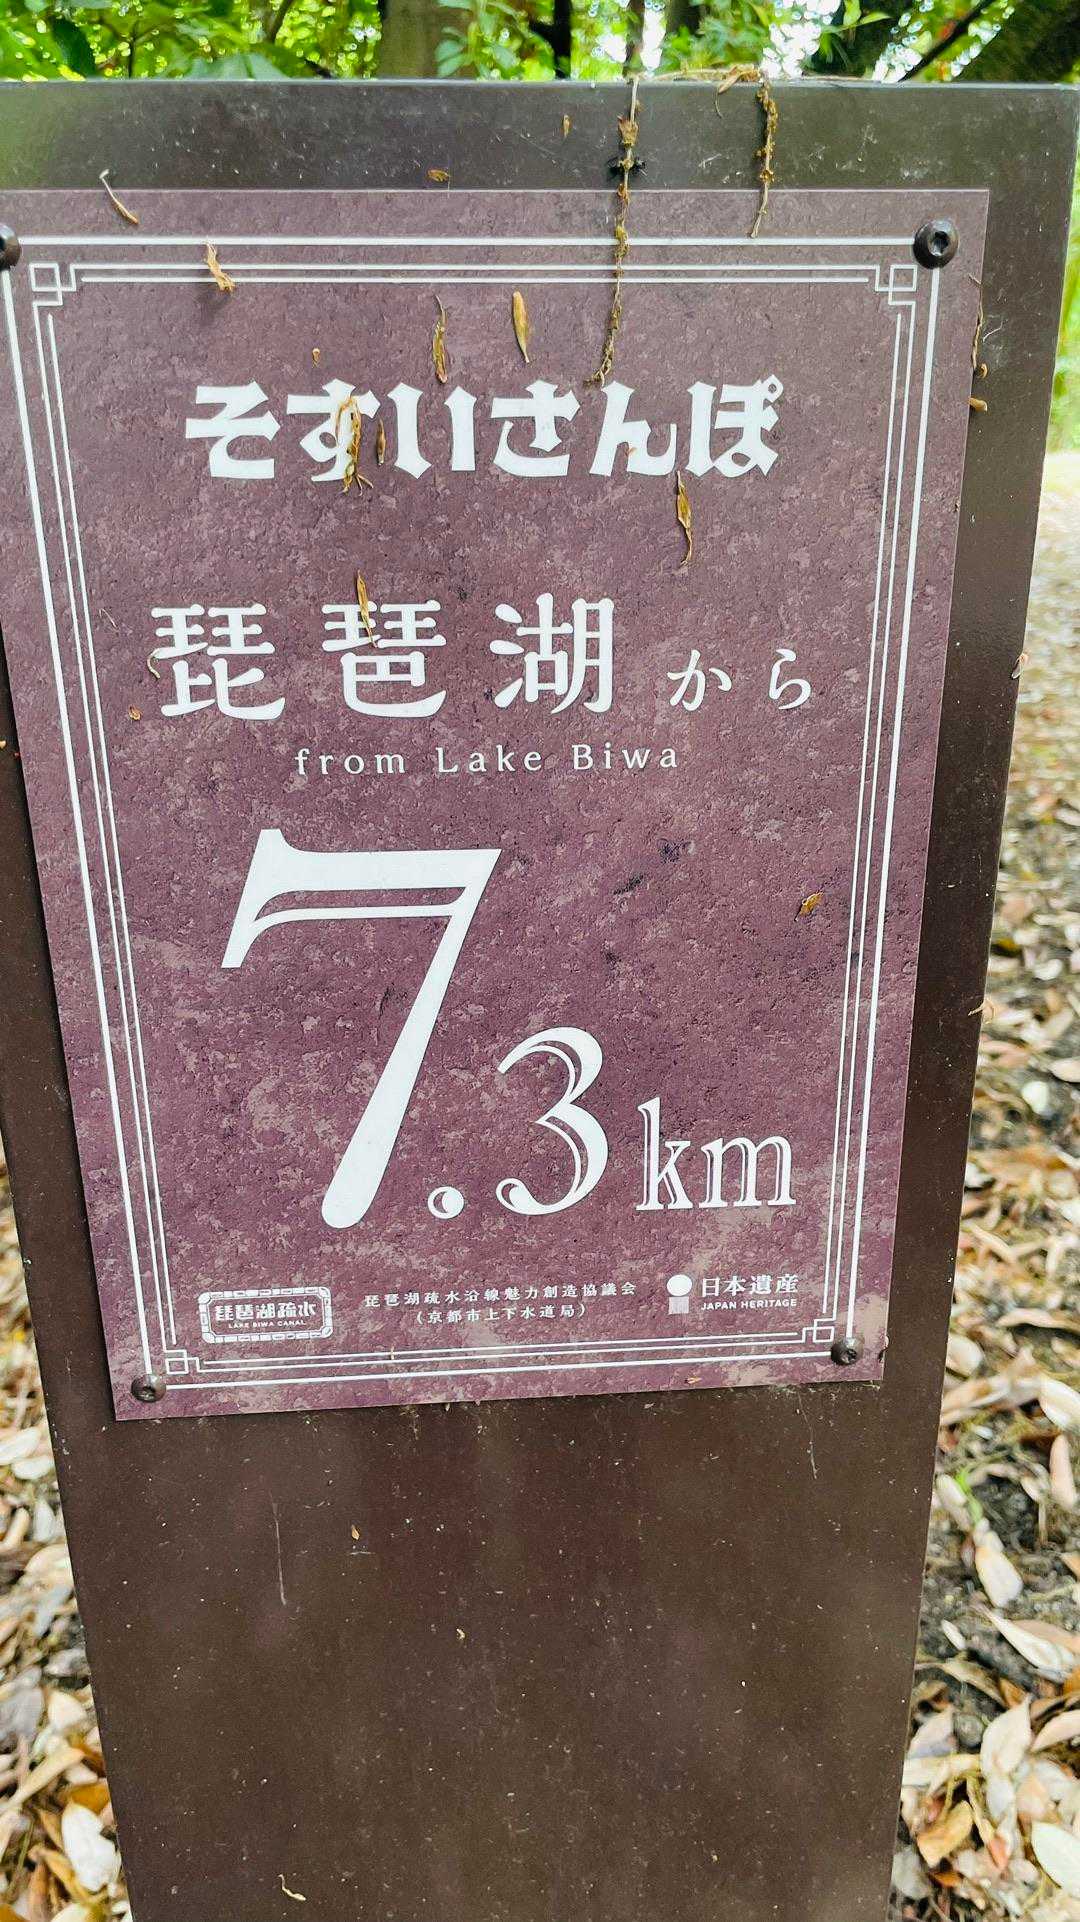 そすいさんぽ
琵琶湖から
from Lake Biwa
7.3km
琵琶湖疏水
LAKE BIWA CANAL
琵琶湖疏水沿線魅力創造協議会
（京都市上下水道局）
日本遺産
JAPAN HERITAGE